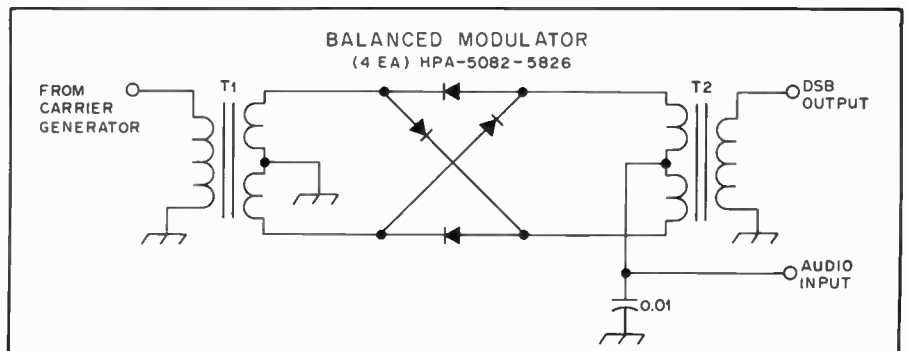 BALANCED MODULATOR
(4 EA) HPA-5082-5826
FROM
CARRIER
GENERATOR
T1
T2
DSB
OUTPUT
AUDIO
INPUT
0.01